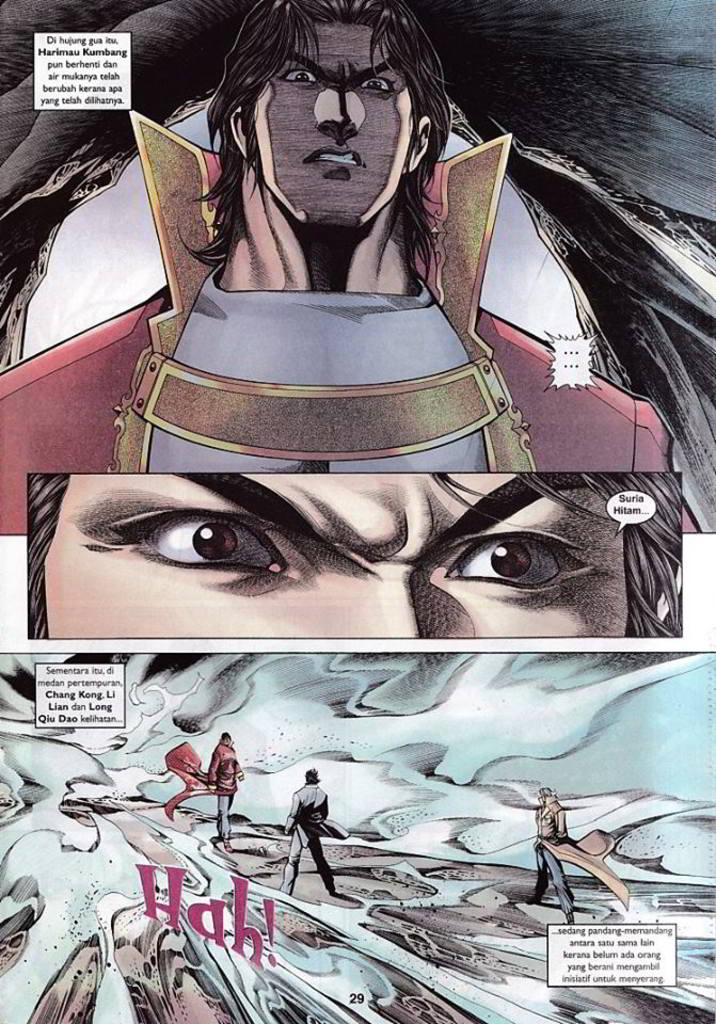 Di hujung gua itu,
Harimau Kumbang
pun berhenti dan
air mukanya telah
berubah kerana apa
yang telah dilihatnya.
...
...
Suria
Hitam...
Sementara itu, di
medan pertempuran,
Chang Kong, Li
Lian dan Long
Qiu Dao kelihatan...
Hah!
...sedang pandang-memandang
antara satu sama lain
kerana belum ada orang
yang berani mengambil
inisiatif untuk menyerang.
29